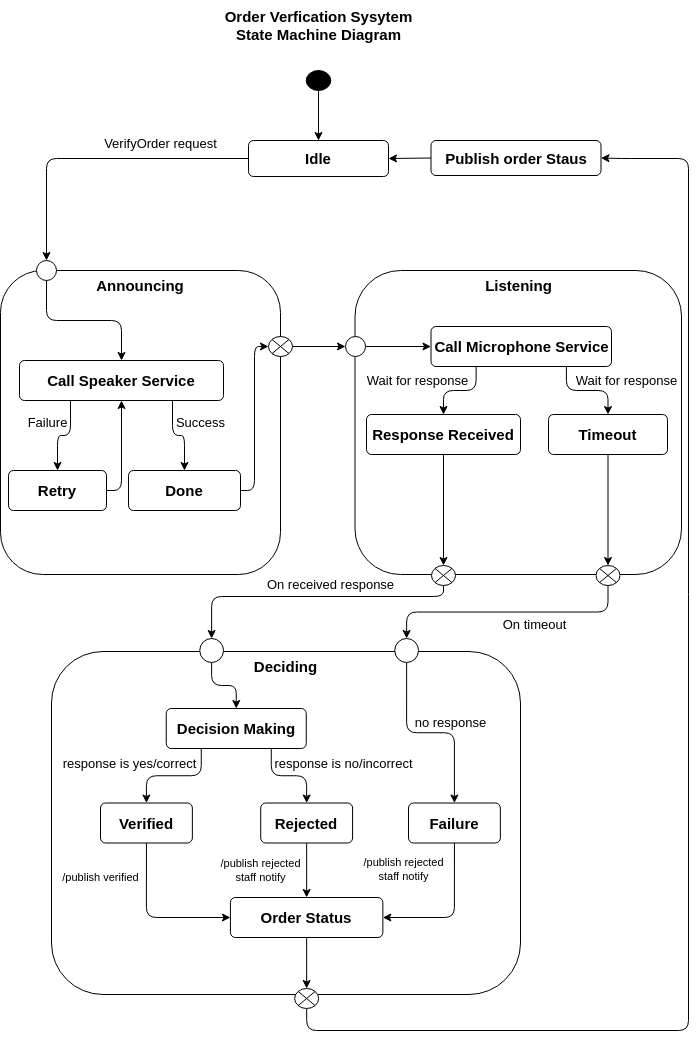 Order Verfication Sysytem
State Machine Diagram
VerifyOrder request
Idle
Publish order Staus
Announcing
Call Speaker Service
Failure
Success
Retry
Done
Listening
Call Microphone Service
Wait for response
Wait for response
Response Received
Timeout
On received response
On timeout
Deciding
Decision Making
no response
response is yes/correct
response is no/incorrect
Verified
Rejected
Failure
/publish verified
/publish rejected
staff notify
/publish rejected
staff notify
Order Status